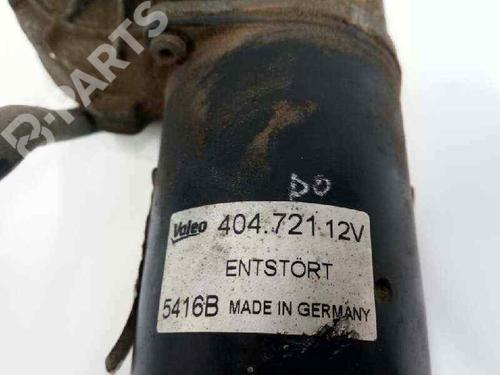 B-PARTS
DO
Valeo 404.721 12V
ENTSTÖRT
5416B MADE IN GERMANY